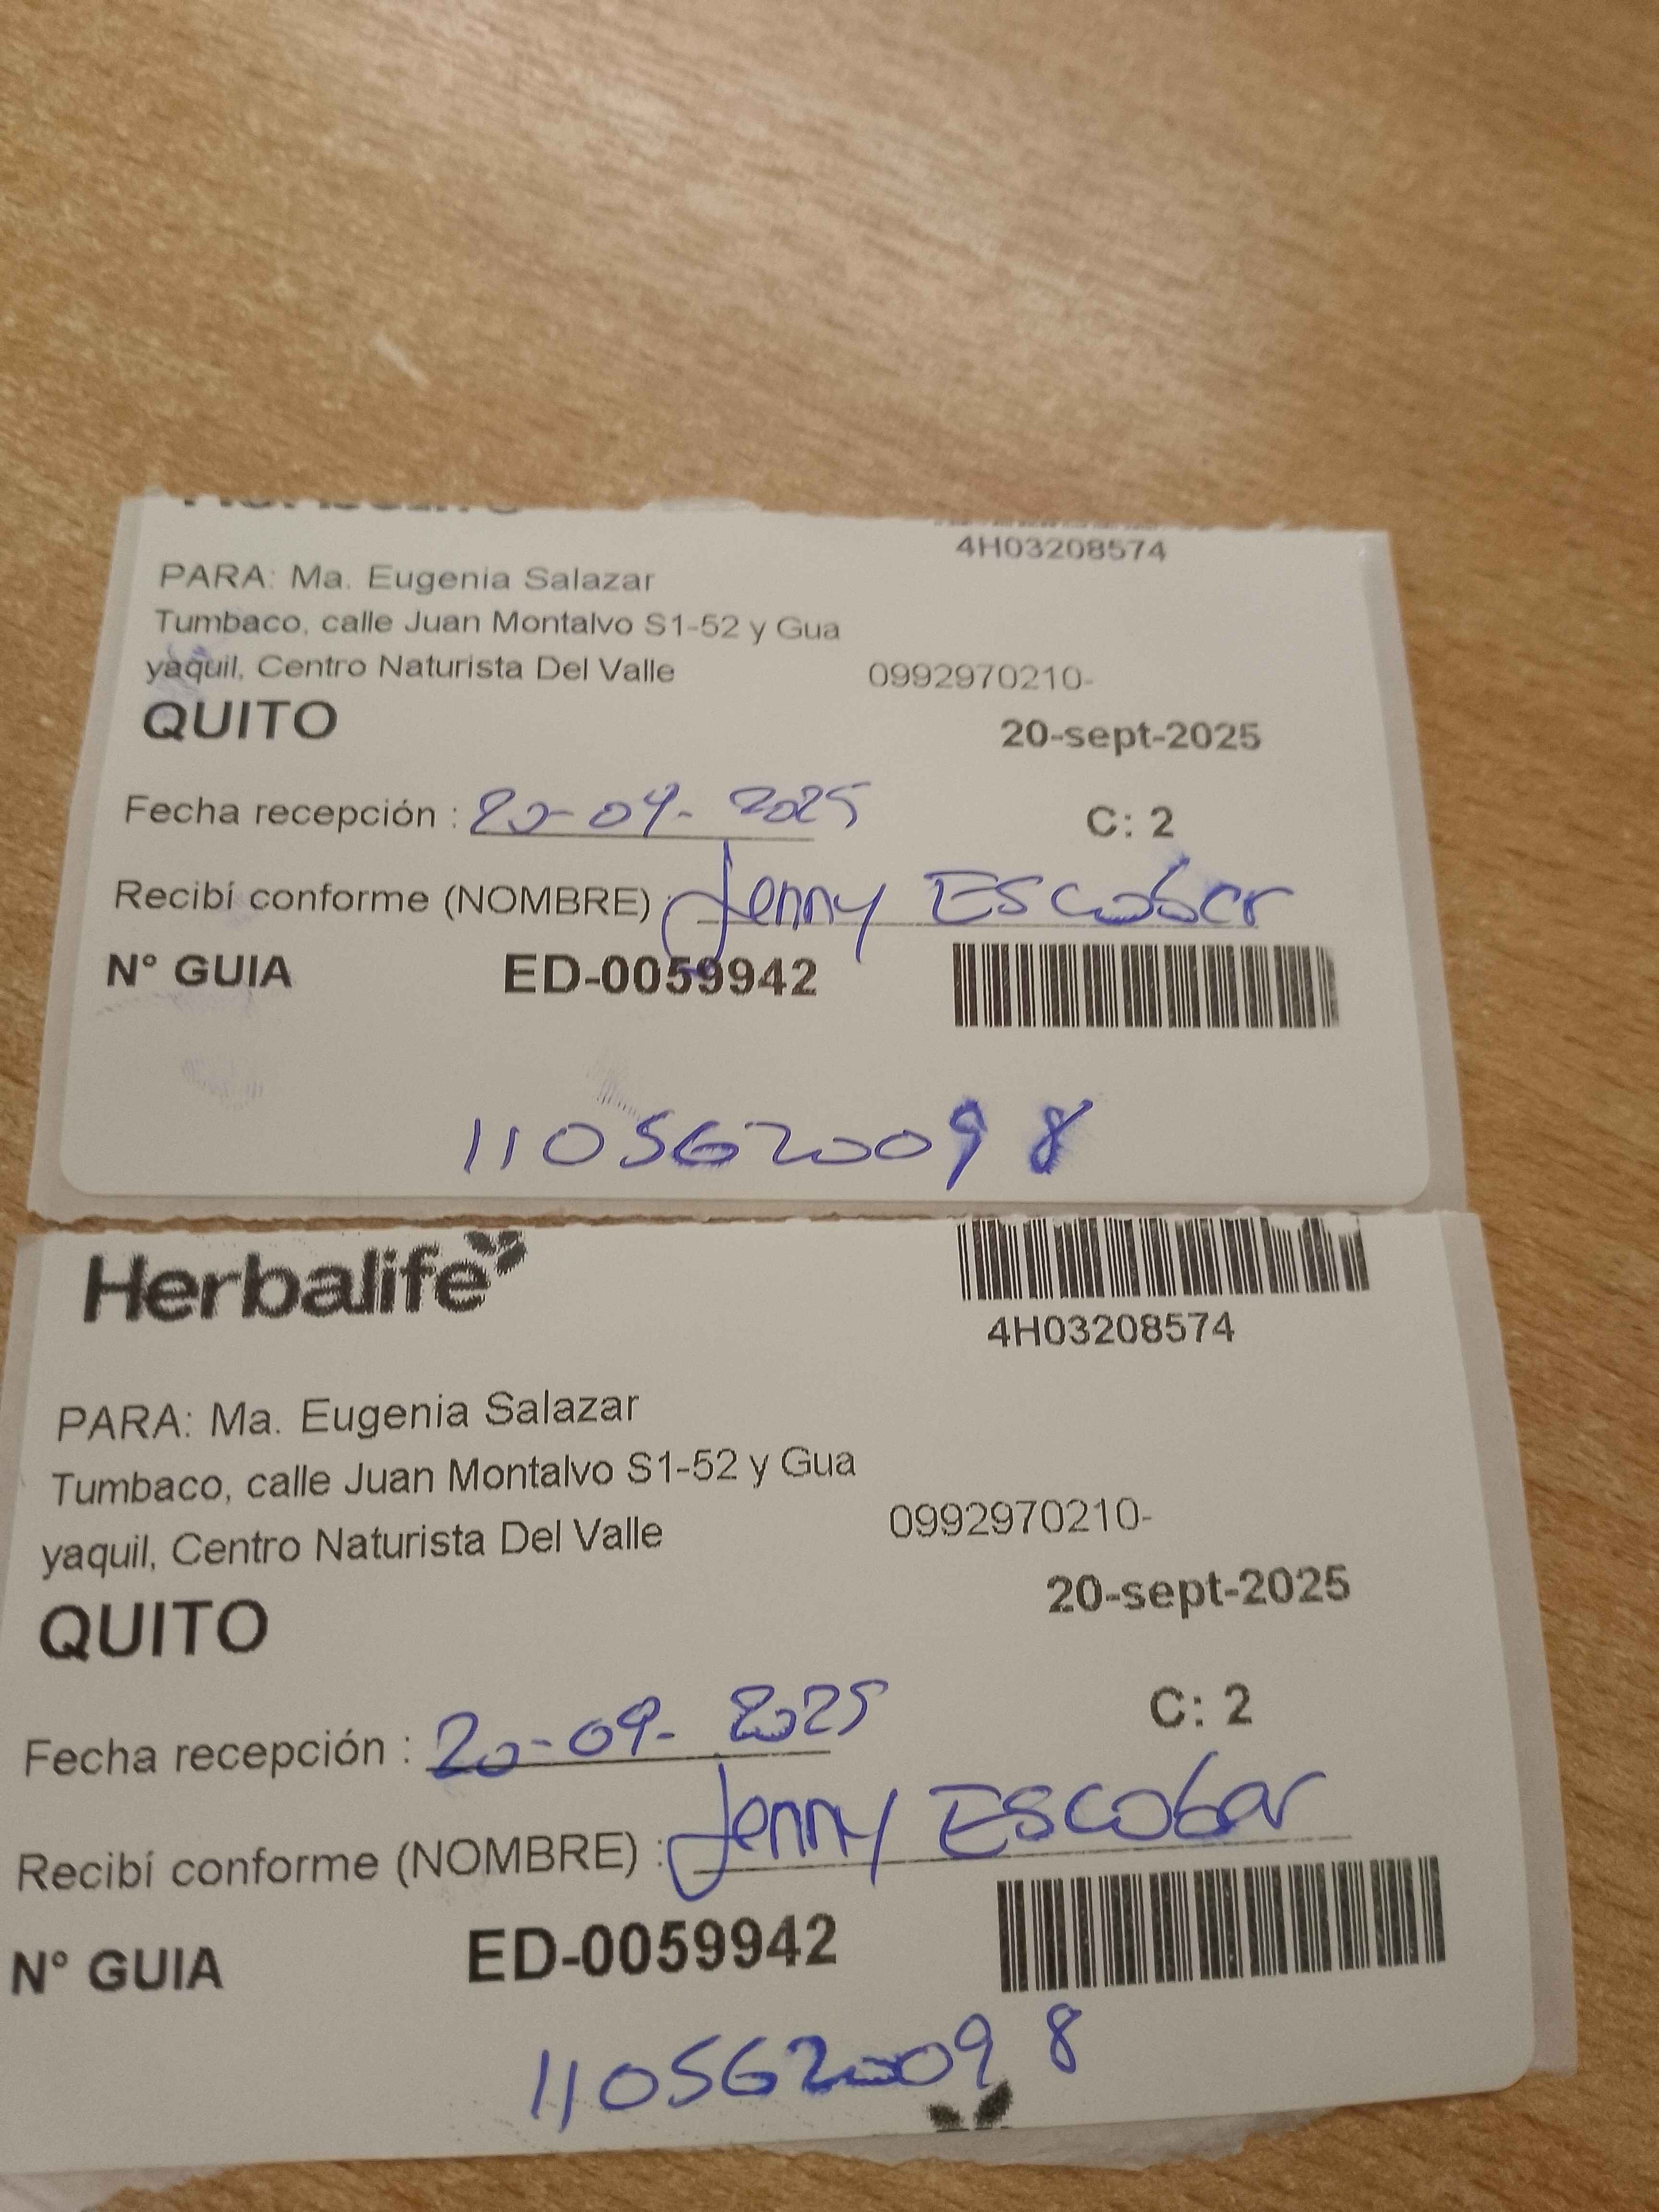 4H03208574
PARA: Ma. Eugenia Salazar
Tumbaco, calle Juan Montalvo S1-52 y Gua
yaquil, Centro Naturista Del Valle 0992970210-
QUITO 20-sept-2025
Fecha recepción : 20-09- 2025 C: 2
Recibí conforme (NOMBRE) : Jenny Escobar
N° GUIA ED-0059942
1105620098
Herbalife
4H03208574
PARA: Ma. Eugenia Salazar
Tumbaco, calle Juan Montalvo S1-52 y Gua
yaquil, Centro Naturista Del Valle 0992970210-
QUITO 20-sept-2025
Fecha recepción : 20-09- 2025 C: 2
Recibí conforme (NOMBRE) : Jenny Escobar
N° GUIA ED-0059942
1105620098